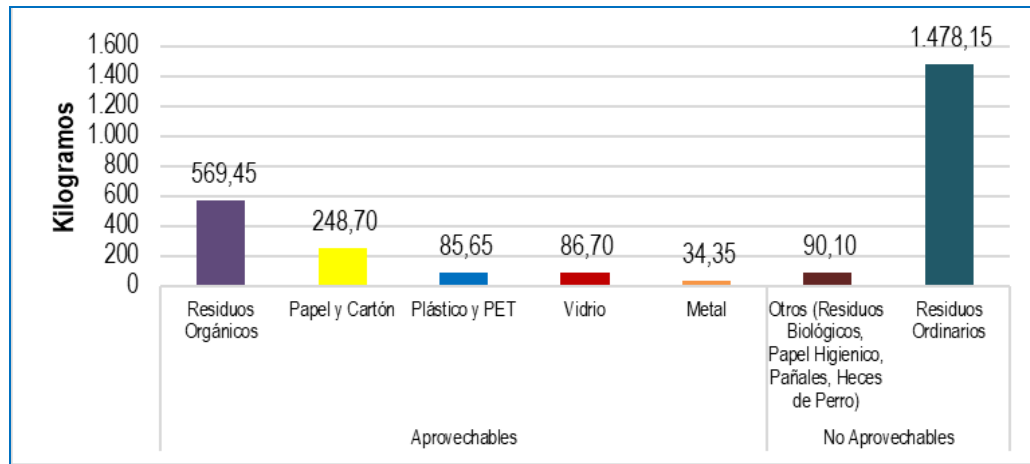 Kilogramos
1.600
1.400
1.200
1.000
800
600
400
200
0
569,45
248,70
85,65
86,70
34,35
90,10
1.478,15
Residuos
Orgánicos
Papel y Cartón
Plástico y PET
Vidrio
Metal
Otros (Residuos
Biológicos,
Papel Higienico,
Pañales, Heces
de Perro)
Residuos
Ordinarios
Aprovechables
No Aprovechables